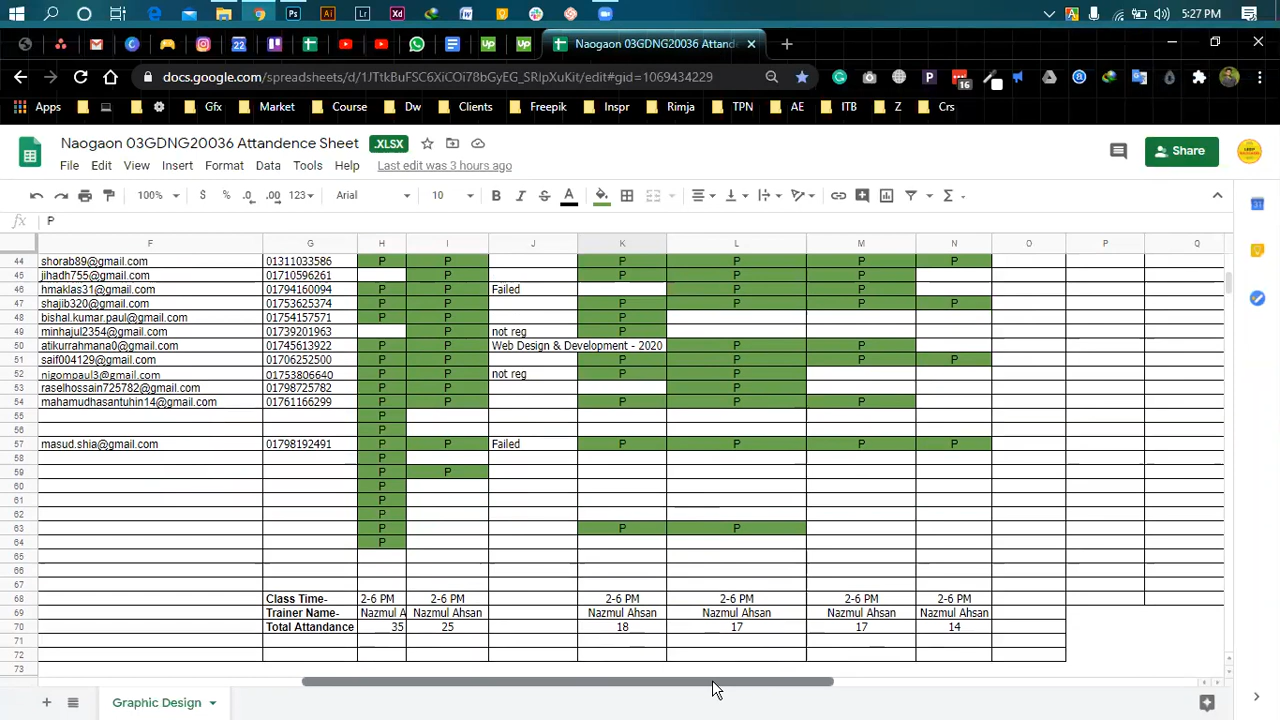 5:27 PM
Naogaon 03GDNG20036 Attande
docs.google.com/spreadsheets/d/1JTtkBuFSC6XiCOi78bGyEG_SRlpXuKit/edit#gid=1069434229
16
Apps Gfx Market Course Dw Clients Freepik Inspr Rimja TPN AE ITB Z Crs
Naogaon 03GDNG20036 Attandence Sheet .XLSX
File Edit View Insert Format Data Tools Help Last edit was 3 hours ago
Share
100% $ % .0 .00 123 Arial 10 B I S A
fx P
F G H I J K L M N O P Q
44 shorab89@gmail.com 01311033586 P P P P P P
45 jihadh755@gmail.com 01710596261 P P P P
46 hmaklas31@gmail.com 01794160094 P P Failed P P
47 shajib320@gmail.com 01753625374 P P P P P P
48 bishal.kumar.paul@gmail.com 01754157571 P P P
49 minhajul2354@gmail.com 01739201963 P not reg P
50 atikurrahmana0@gmail.com 01745613922 P P Web Design & Development - 2020 P P
51 saif004129@gmail.com 01706252500 P P P P P P
52 nigompaul3@gmail.com 01753806640 P P not reg P P
53 raselhossain725782@gmail.com 01798725782 P P P
54 mahamudhasantuhin14@gmail.com 01761166299 P P P P P
55 P
56 P
57 masud.shia@gmail.com 01798192491 P P Failed P P P P
58 P
59 P P
60 P
61 P
62 P
63 P P P
64 P
65
66
67
68 Class Time- 2-6 PM 2-6 PM 2-6 PM 2-6 PM 2-6 PM 2-6 PM
69 Trainer Name- Nazmul A Nazmul Ahsan Nazmul Ahsan Nazmul Ahsan Nazmul Ahsan Nazmul Ahsan
70 Total Attandance 35 25 18 17 17 14
71
72
73
Graphic Design